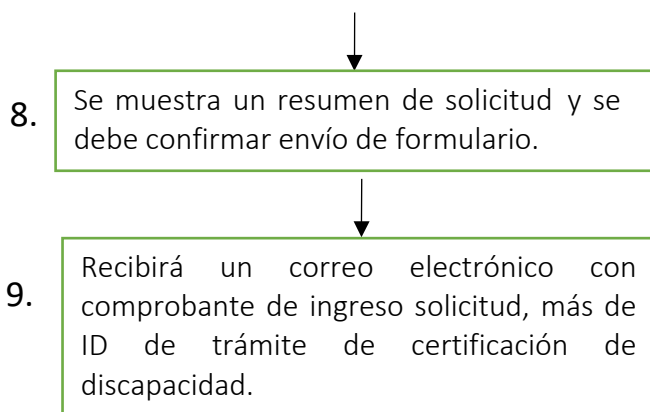 8. Se muestra un resumen de solicitud y se
debe confirmar envío de formulario.
9. Recibirá un correo electrónico con
comprobante de ingreso solicitud, más de
ID de trámite de certificación de
discapacidad.